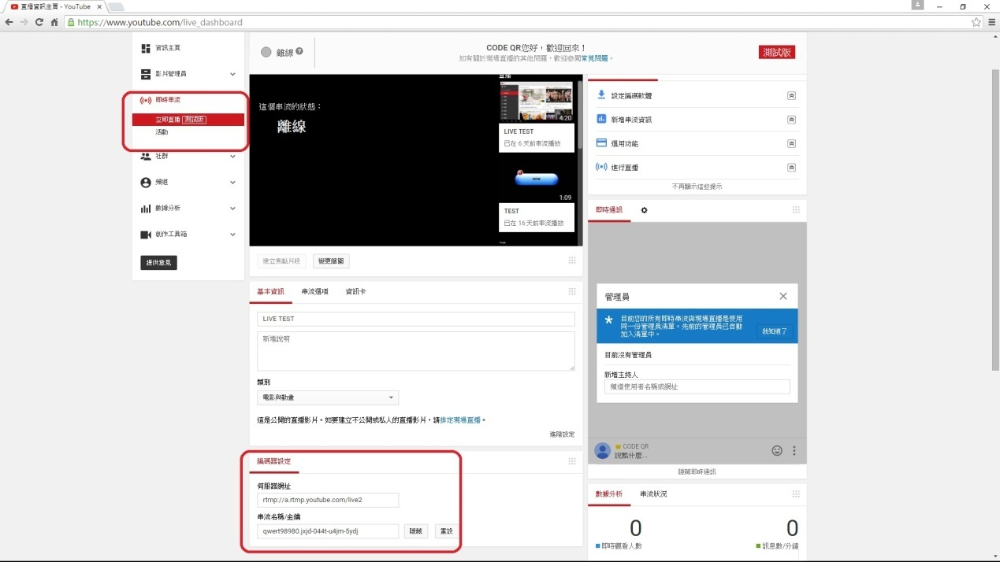 直播資訊主頁 - YouTube
https://www.youtube.com/live_dashboard
資訊主頁
影片管理員
即時串流
立即直播 測試版
活動
社群
頻道
數據分析
創作工具箱
提供意見
離線
CODE QR您好，歡迎回來！
如有關於現場直播的其他問題，歡迎參閱常見問題。
測試版
這個串流的狀態：
離線
直播
4:20
LIVE TEST
已在 6 天前串流播放
1:09
TEST
已在 16 天前串流播放
建立焦點片段
變更縮圖
基本資訊
串流選項
資訊卡
LIVE TEST
新增說明
類別
電影與動畫
這是公開的直播影片。如要建立不公開或私人的直播影片，請排定現場直播。
進階設定
編碼器設定
伺服器網址
rtmp://a.rtmp.youtube.com/live2
串流名稱/金鑰
qwert98980.jxjd-044t-u4jm-5ydj
隱藏
重設
設定編碼軟體
新增串流資訊
選用功能
進行直播
不再顯示這些提示
即時通訊
管理員
目前您的所有即時串流與現場直播是使用
同一份管理員清單。先前的管理員已自動
加入清單中。
我知道了
目前沒有管理員
新增主持人
頻道使用者名稱或網址
CODE QR
說點什麼...
隱藏即時通訊
數據分析
串流狀況
0
即時觀看人數
0
訊息數/分鐘